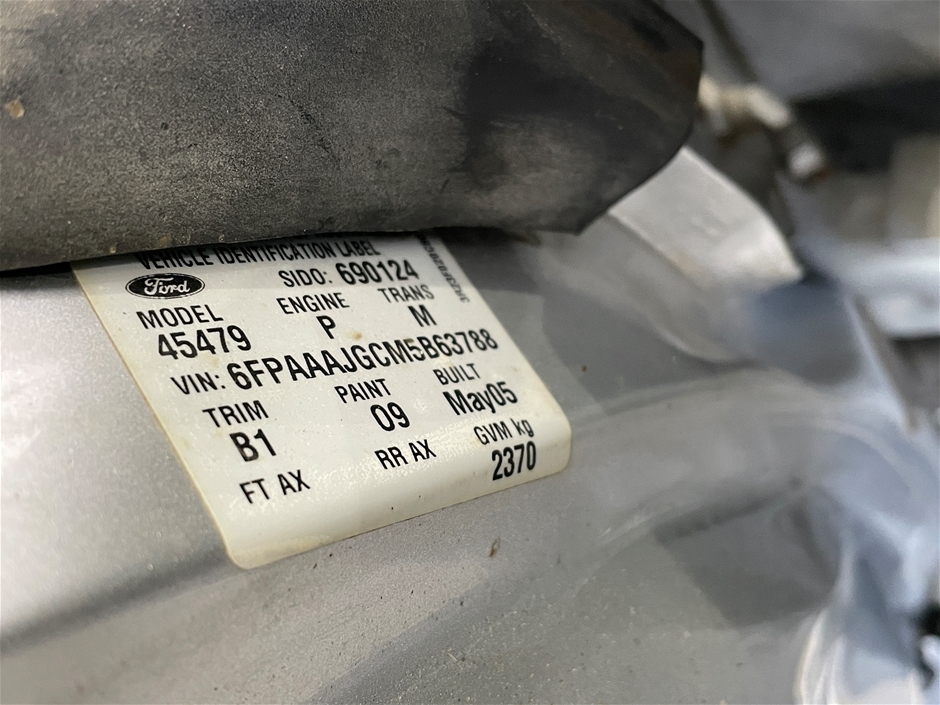 VEHICLE IDENTIFICATION LABEL
Ford
SIDO: 690124
MODEL ENGINE TRANS
45479 P M
VIN: 6FPAAAJGCM5B63788
TRIM PAINT BUILT
B1 09 May05
FT AX RR AX GVM kg
2370